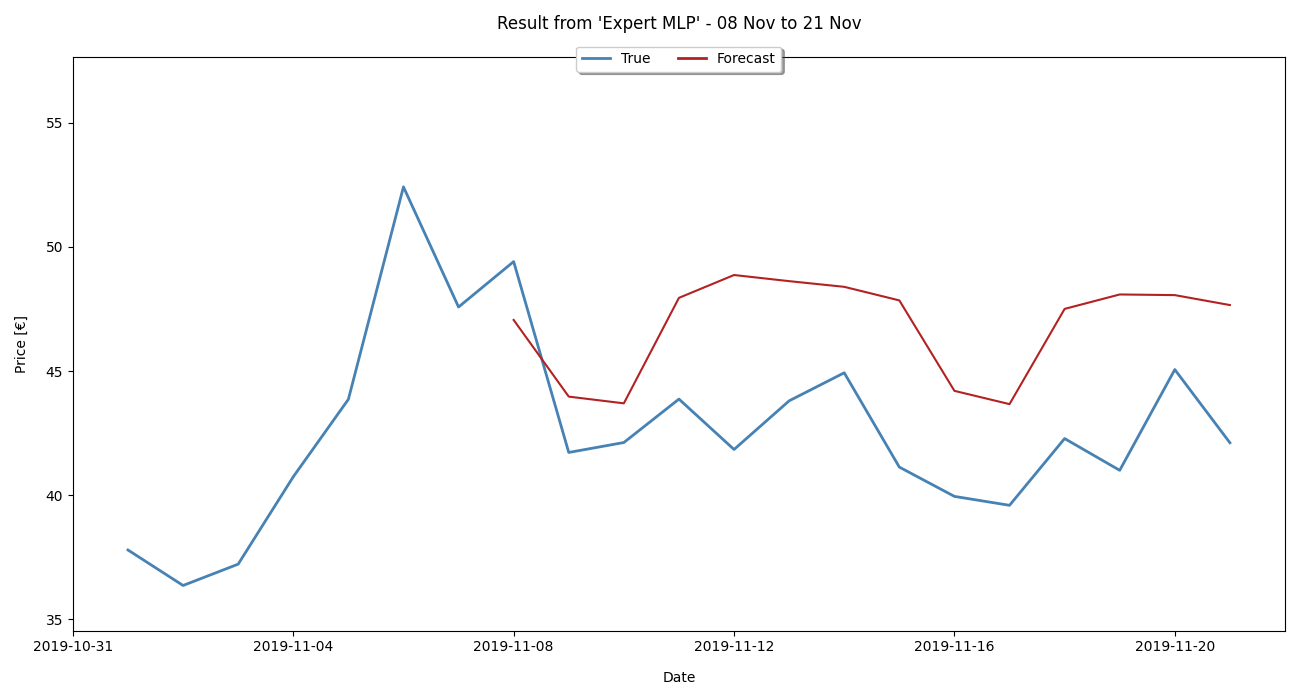 Result from 'Expert MLP' - 08 Nov to 21 Nov
True Forecast
55
50
45
40
35
Price [€]
2019-10-31 2019-11-04 2019-11-08 2019-11-12 2019-11-16 2019-11-20
Date